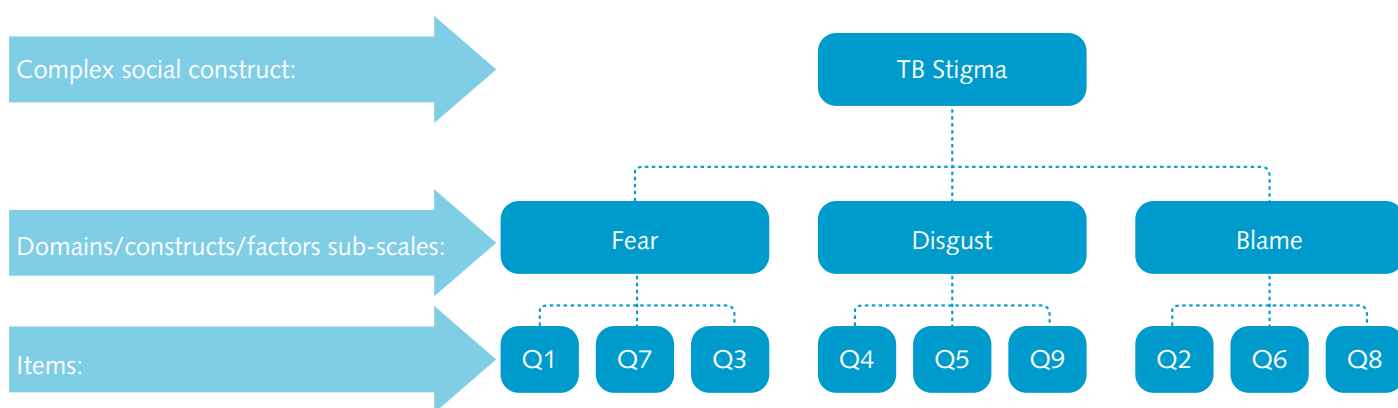 Complex social construct:
TB Stigma
Domains/constructs/factors sub-scales:
Fear
Disgust
Blame
Items:
Q1
Q7
Q3
Q4
Q5
Q9
Q2
Q6
Q8